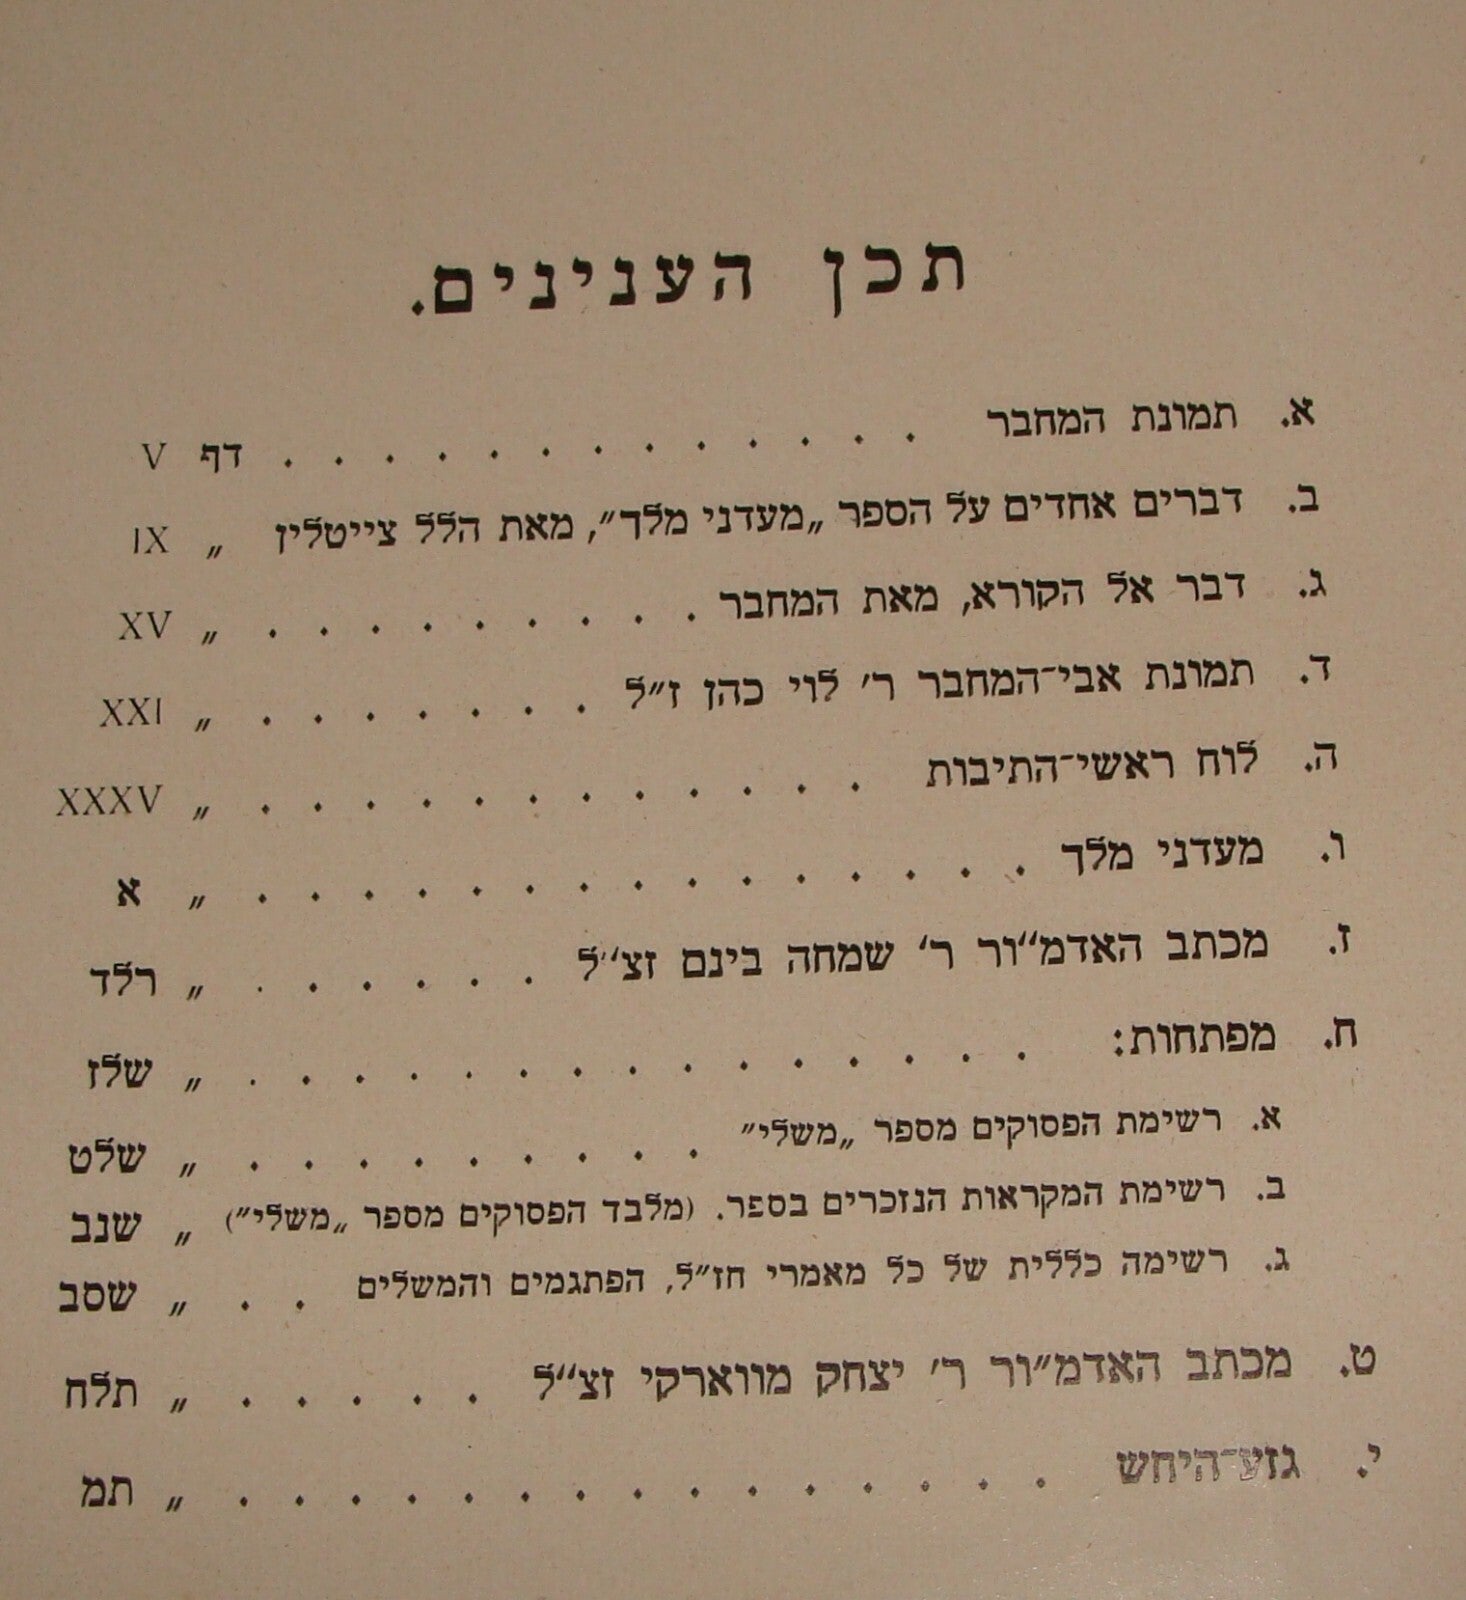 תכן הענינים.
א. תמונת המחבר . . . . . . . . . . . . . דף V
ב. דברים אחדים על הספר „מעדני מלך״, מאת הלל צייטלין „ IX
ג. דבר אל הקורא, מאת המחבר . . . . . . . . . „ XV
ד. תמונת אבי־המחבר ר׳ לוי כהן ז״ל . . . . . . . „ XXI
ה. לוח ראשי־התיבות . . . . . . . . . . . . „ XXXV
ו. מעדני מלך . . . . . . . . . . . . . . . „ א
ז. מכתב האדמ״ור ר׳ שמחה בינם זצ״ל . . . . . . „ רלד
ח. מפתחות: . . . . . . . . . . . . . . . „ שלז
א. רשימת הפסוקים מספר „משלי״ . . . . . . . . . „ שלט
ב. רשימת המקראות הנזכרים בספר. (מלבד הפסוקים מספר „משלי״) „ שנב
ג. רשימה כללית של כל מאמרי חז״ל, הפתגמים והמשלים . . „ שסב
ט. מכתב האדמ״ור ר׳ יצחק מווארקי זצ״ל . . . . . „ תלח
י. גזע־היחש . . . . . . . . . . . . . . . „ תמ